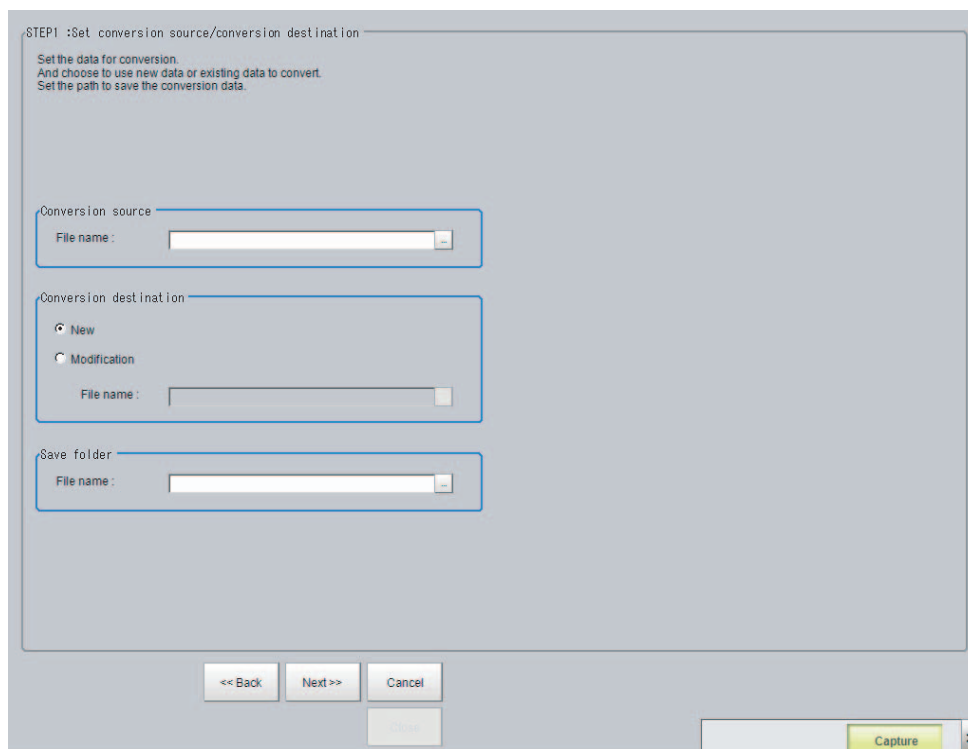 STEP1 :Set conversion source/conversion destination
Set the data for conversion.
And choose to use new data or existing data to convert.
Set the path to save the conversion data.
Conversion source
File name :
...
Conversion destination
New
Modification
File name :
Save folder
File name :
...
<< Back
Next >>
Cancel
Capture